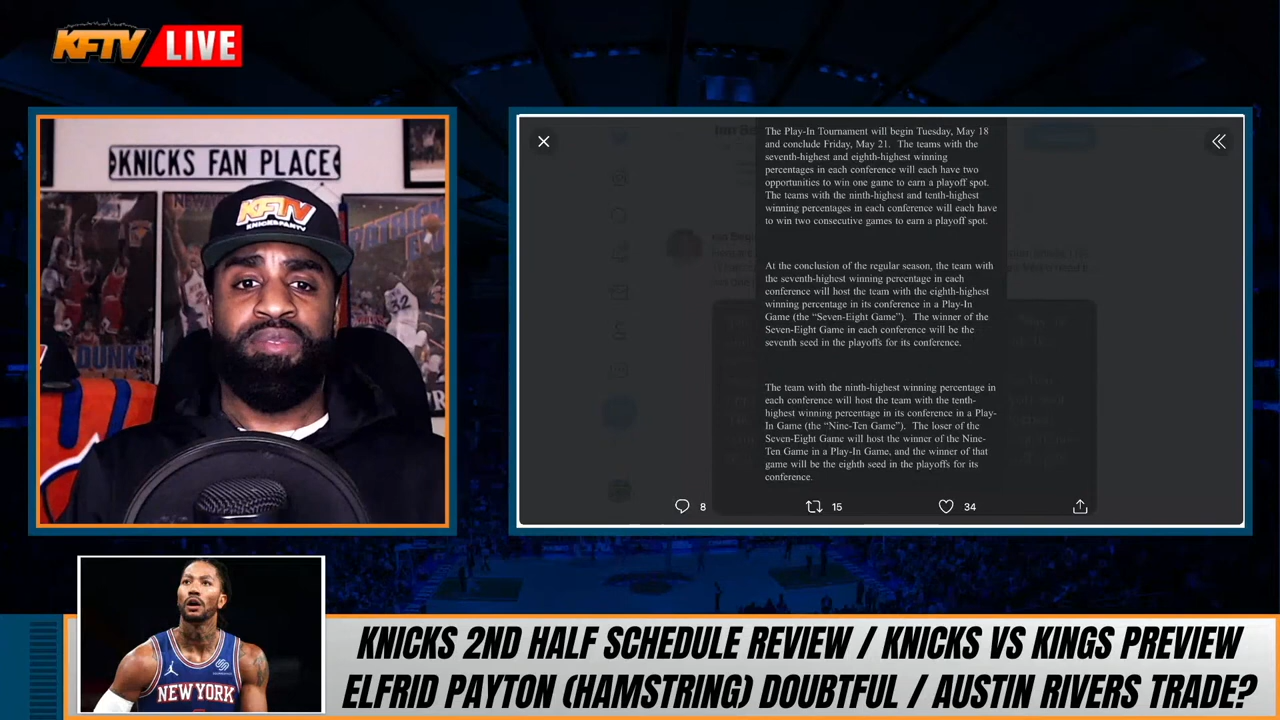 KFTV LIVE
KNICKS FAN PLACE
KFTV
KNICKS FAN TV
NEW
PATRICK
EW
32
DUNK
The Play-In Tournament will begin Tuesday, May 18
and conclude Friday, May 21. The teams with the
seventh-highest and eighth-highest winning
percentages in each conference will each have two
opportunities to win one game to earn a playoff spot.
The teams with the ninth-highest and tenth-highest
winning percentages in each conference will each have
to win two consecutive games to earn a playoff spot.
At the conclusion of the regular season, the team with
the seventh-highest winning percentage in each
conference will host the team with the eighth-highest
winning percentage in its conference in a Play-In
Game (the “Seven-Eight Game”). The winner of the
Seven-Eight Game in each conference will be the
seventh seed in the playoffs for its conference.
The team with the ninth-highest winning percentage in
each conference will host the team with the tenth-
highest winning percentage in its conference in a Play-
In Game (the “Nine-Ten Game”). The loser of the
Seven-Eight Game will host the winner of the Nine-
Ten Game in a Play-In Game, and the winner of that
game will be the eighth seed in the playoffs for its
conference.
8
15
34
NEW YORK
KNICKS 2ND HALF SCHEDULE REVIEW / KNICKS VS KINGS PREVIEW
ELFRID PAYTON (HAMSTRING) DOUBTFUL / AUSTIN RIVERS TRADE?